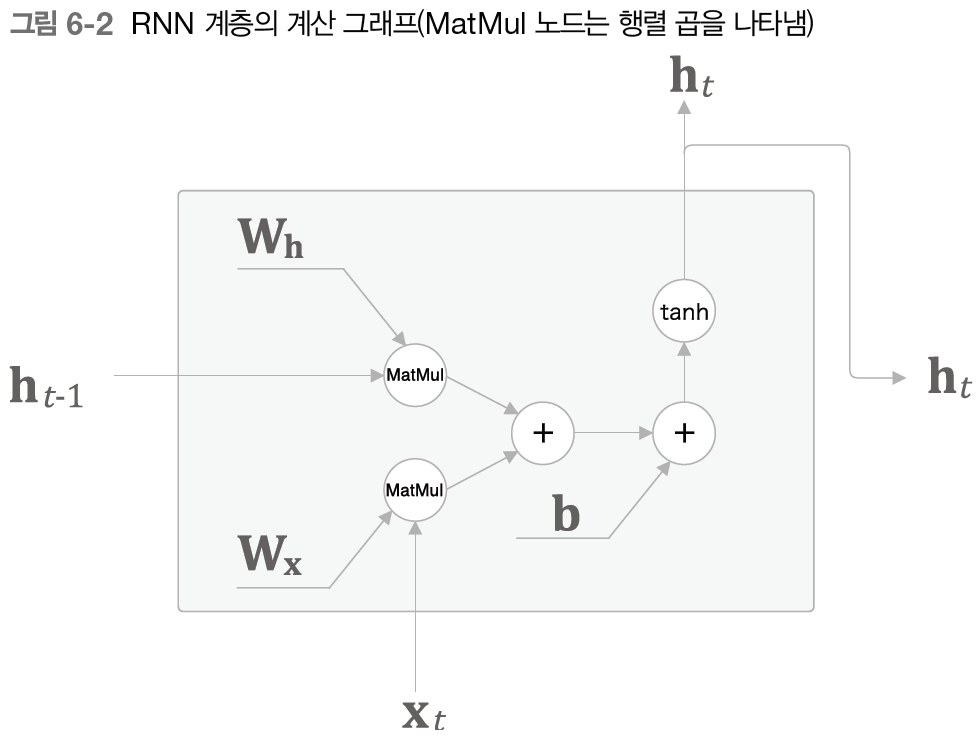 그림 6-2 RNN 계층의 계산 그래프(MatMul 노드는 행렬 곱을 나타냄)
h_t
W_h
tanh
h_t-1
MatMul
h_t
+
+
MatMul
b
W_x
x_t